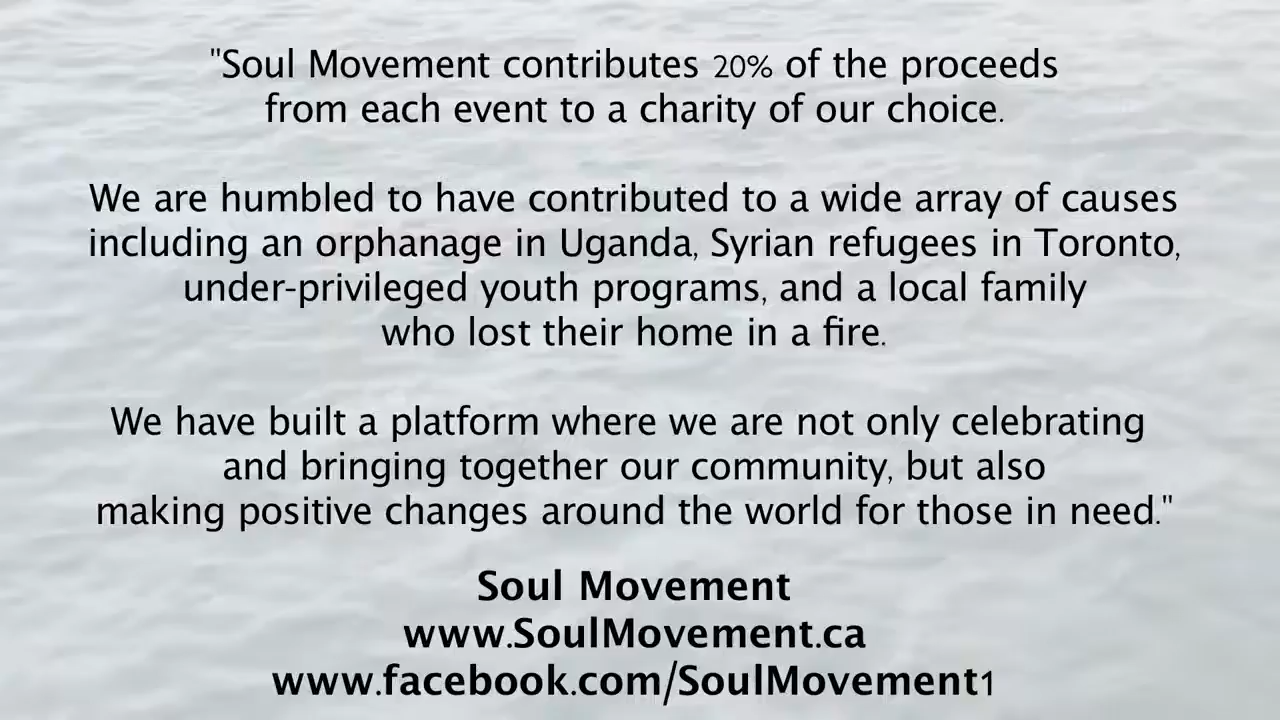 "Soul Movement contributes 20% of the proceeds
from each event to a charity of our choice.
We are humbled to have contributed to a wide array of causes
including an orphanage in Uganda, Syrian refugees in Toronto,
under-privileged youth programs, and a local family
who lost their home in a fire.
We have built a platform where we are not only celebrating
and bringing together our community, but also
making positive changes around the world for those in need."
Soul Movement
www.SoulMovement.ca
www.facebook.com/SoulMovement1